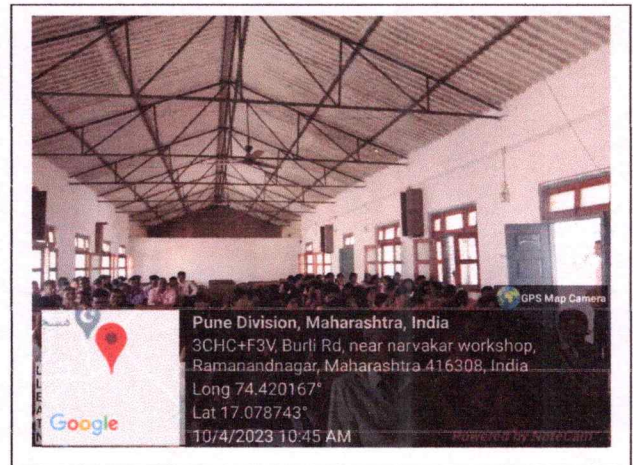 GPS Map Camera
Pune Division, Maharashtra, India
3CHC+F3V, Burli Rd, near narvakar workshop,
Ramanandnagar, Maharashtra 416308, India
Long 74.420167°
Lat 17.078743°
10/4/2023 10:45 AM
Google
Powered by NoteCam